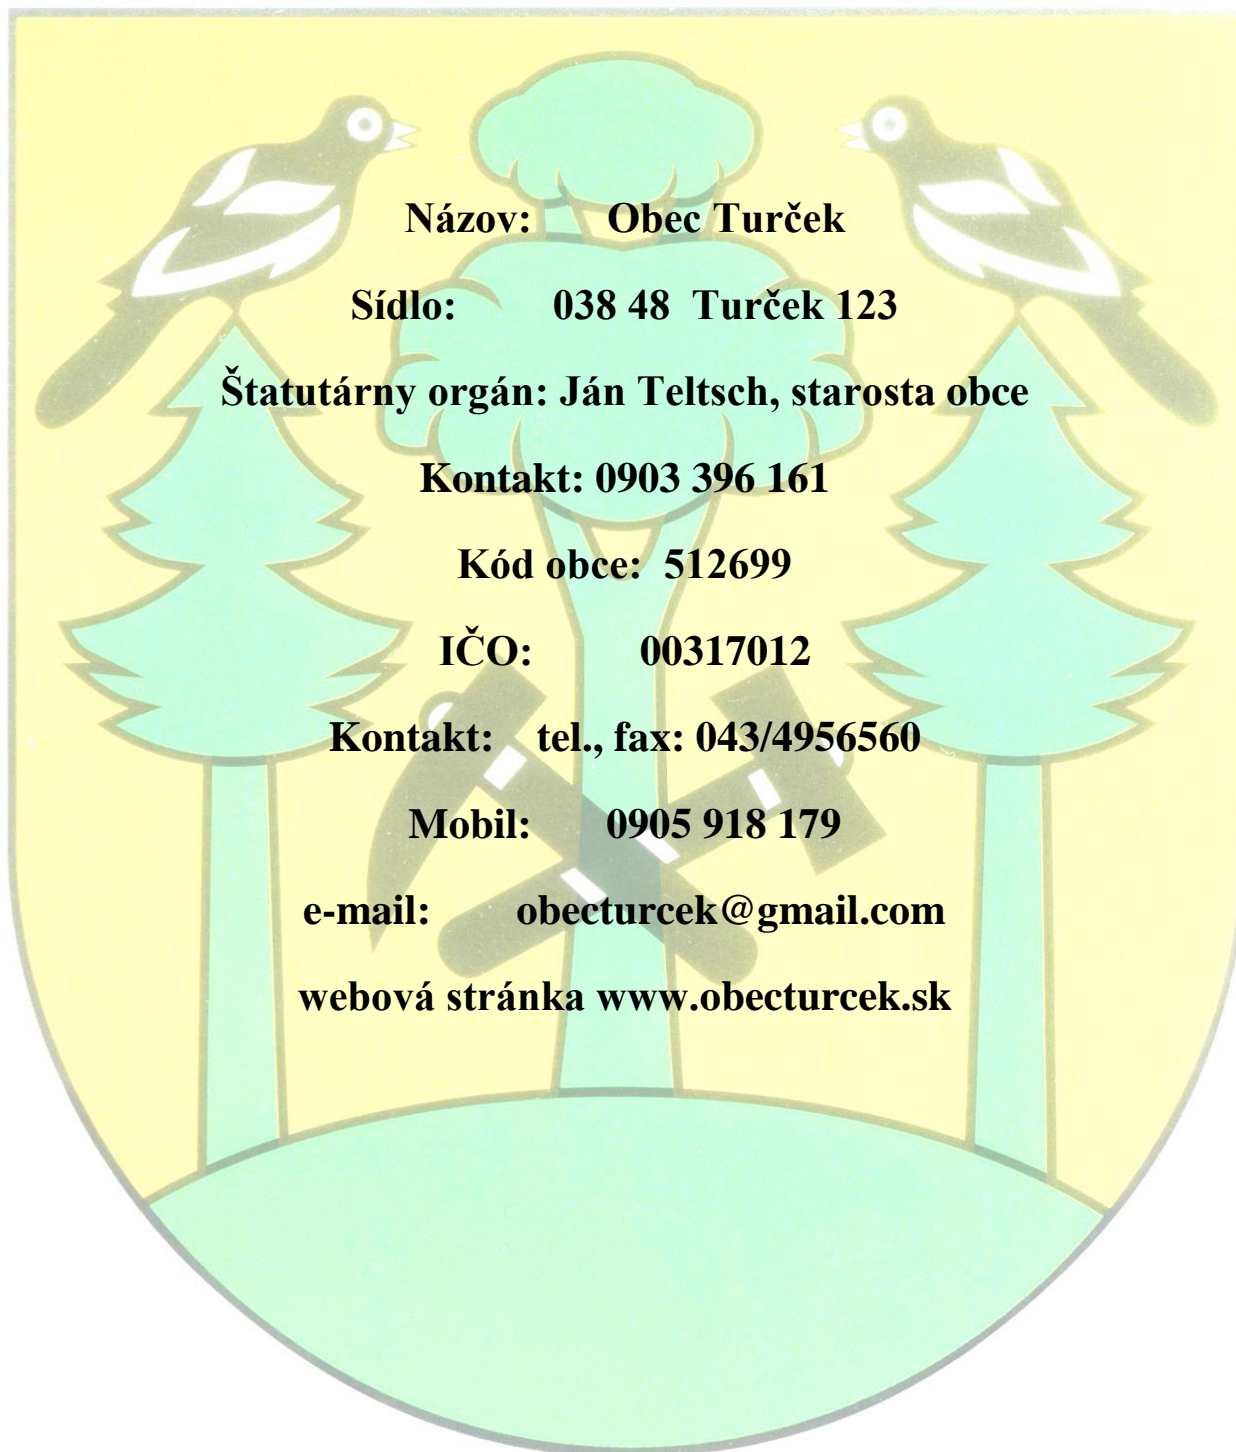 Názov: Obec Turček
Sídlo: 038 48 Turček 123
Štatutárny orgán: Ján Teltsch, starosta obce
Kontakt: 0903 396 161
Kód obce: 512699
IČO: 00317012
Kontakt: tel., fax: 043/4956560
Mobil: 0905 918 179
e-mail: obecturcek@gmail.com
webová stránka www.obecturcek.sk